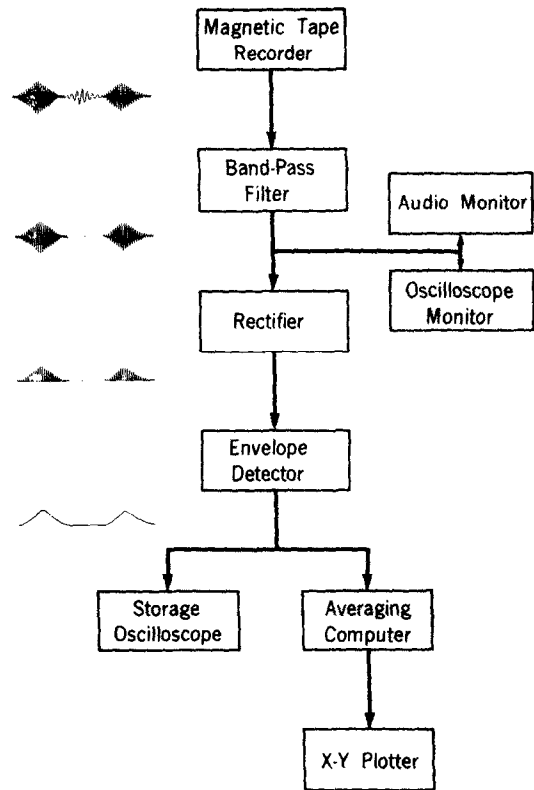 Magnetic Tape
Recorder
Band-Pass
Filter
Audio Monitor
Oscilloscope
Monitor
Rectifier
Envelope
Detector
Storage
Oscilloscope
Averaging
Computer
X-Y Plotter